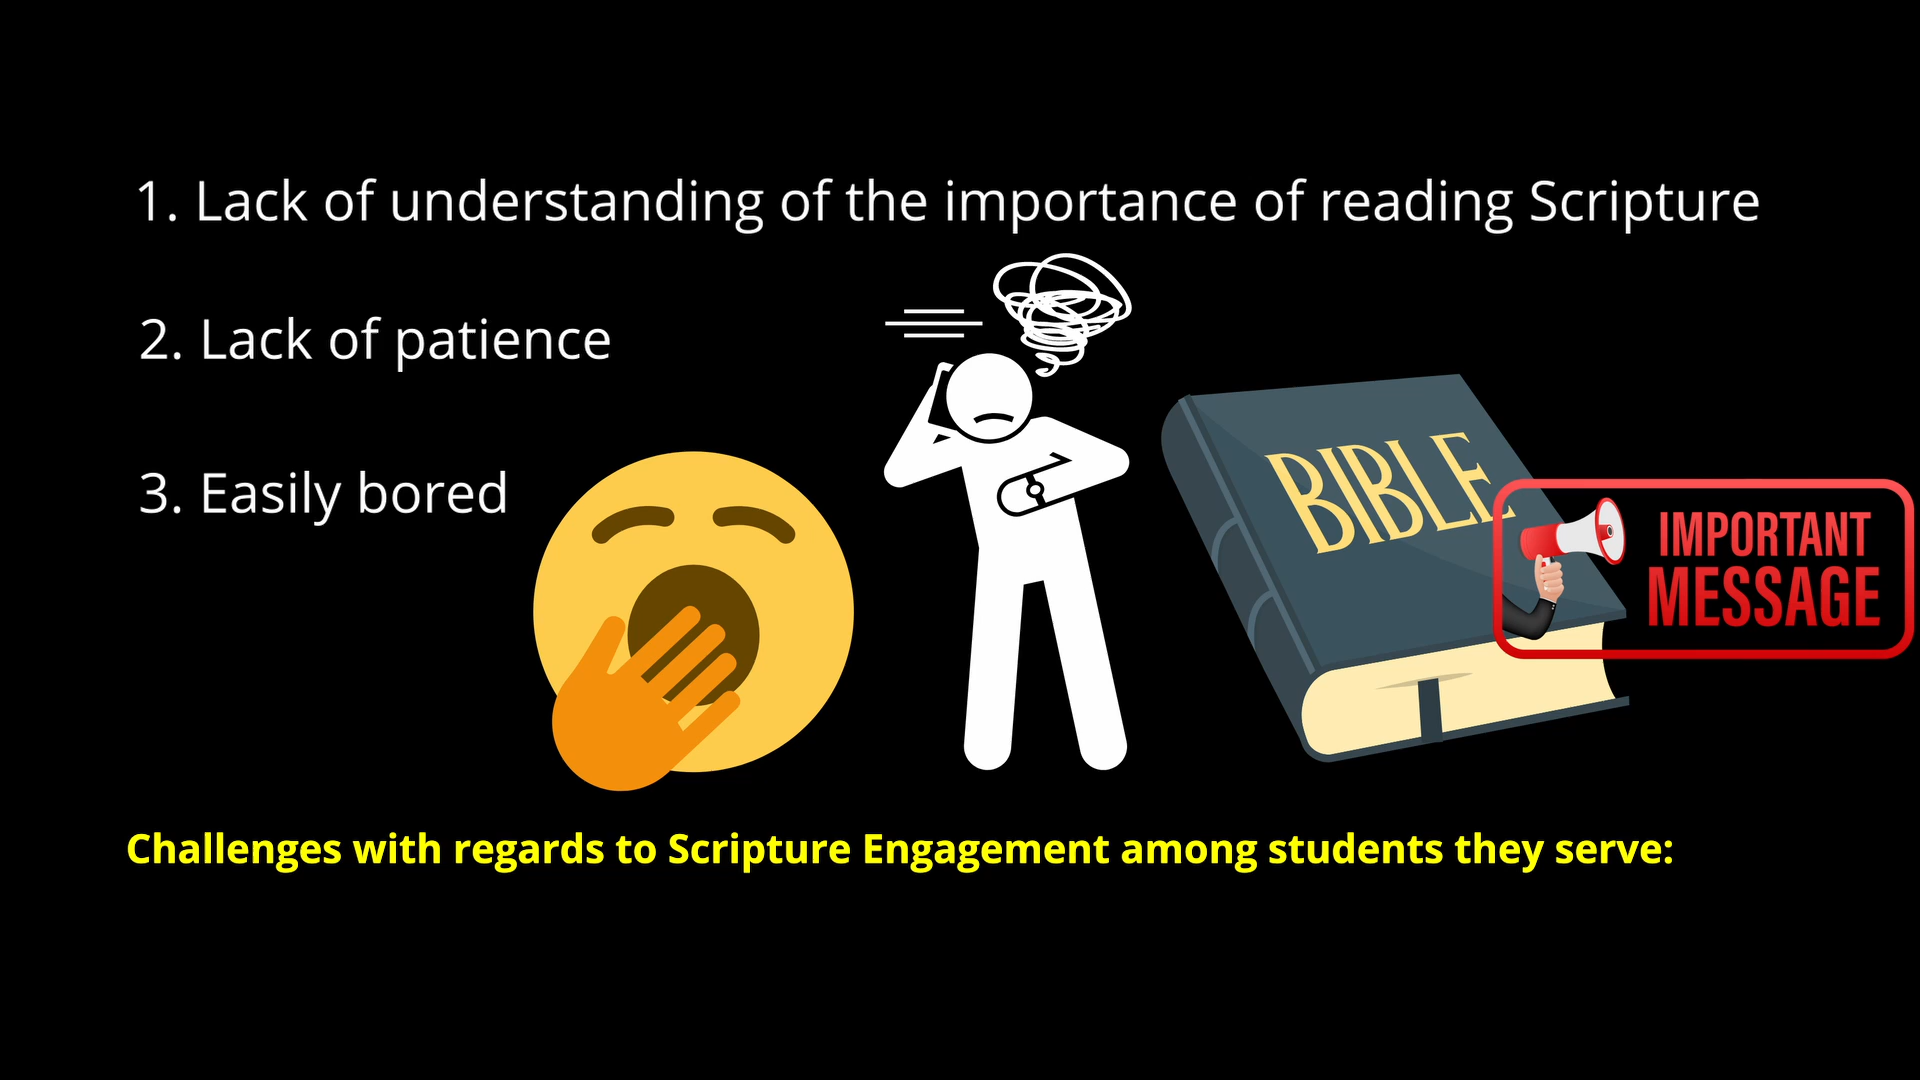 1. Lack of understanding of the importance of reading Scripture
2. Lack of patience
3. Easily bored
BIBLE
IMPORTANT
MESSAGE
Challenges with regards to Scripture Engagement among students they serve: